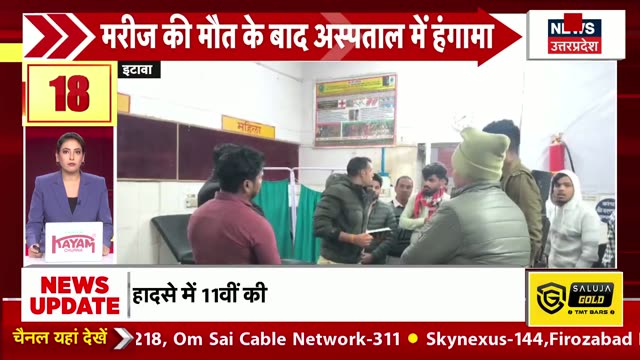 मरीज की मौत के बाद अस्पताल में हंगामा
NEWS
उत्तरप्रदेश
इटावा
18
महिला
KAYAM
NEWS
UPDATE
हादसे में 11वीं की
SALUJA
GOLD
TMT BARS
चैनल यहां देखें
218, Om Sai Cable Network-311 ● Skynexus-144,Firozabad